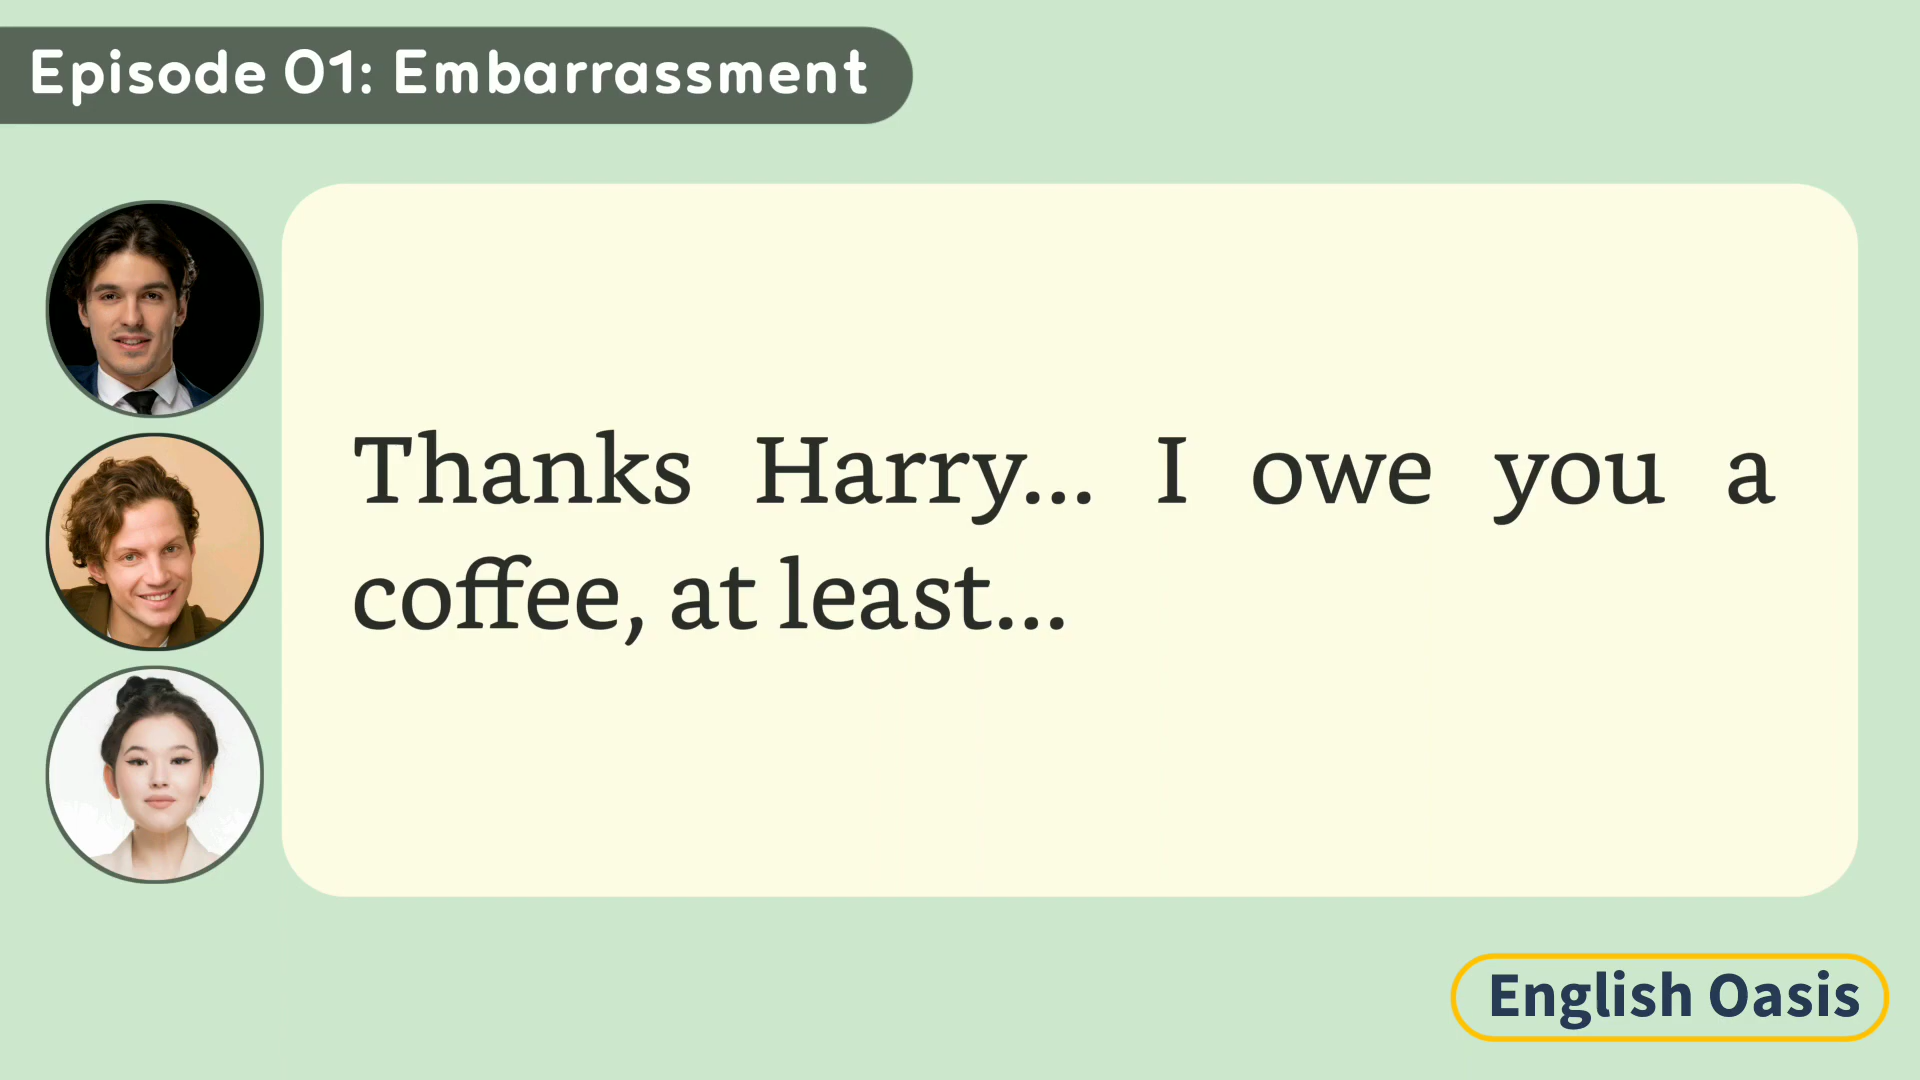 Episode 01: Embarrassment
Thanks Harry... I owe you a
coffee, at least...
English Oasis